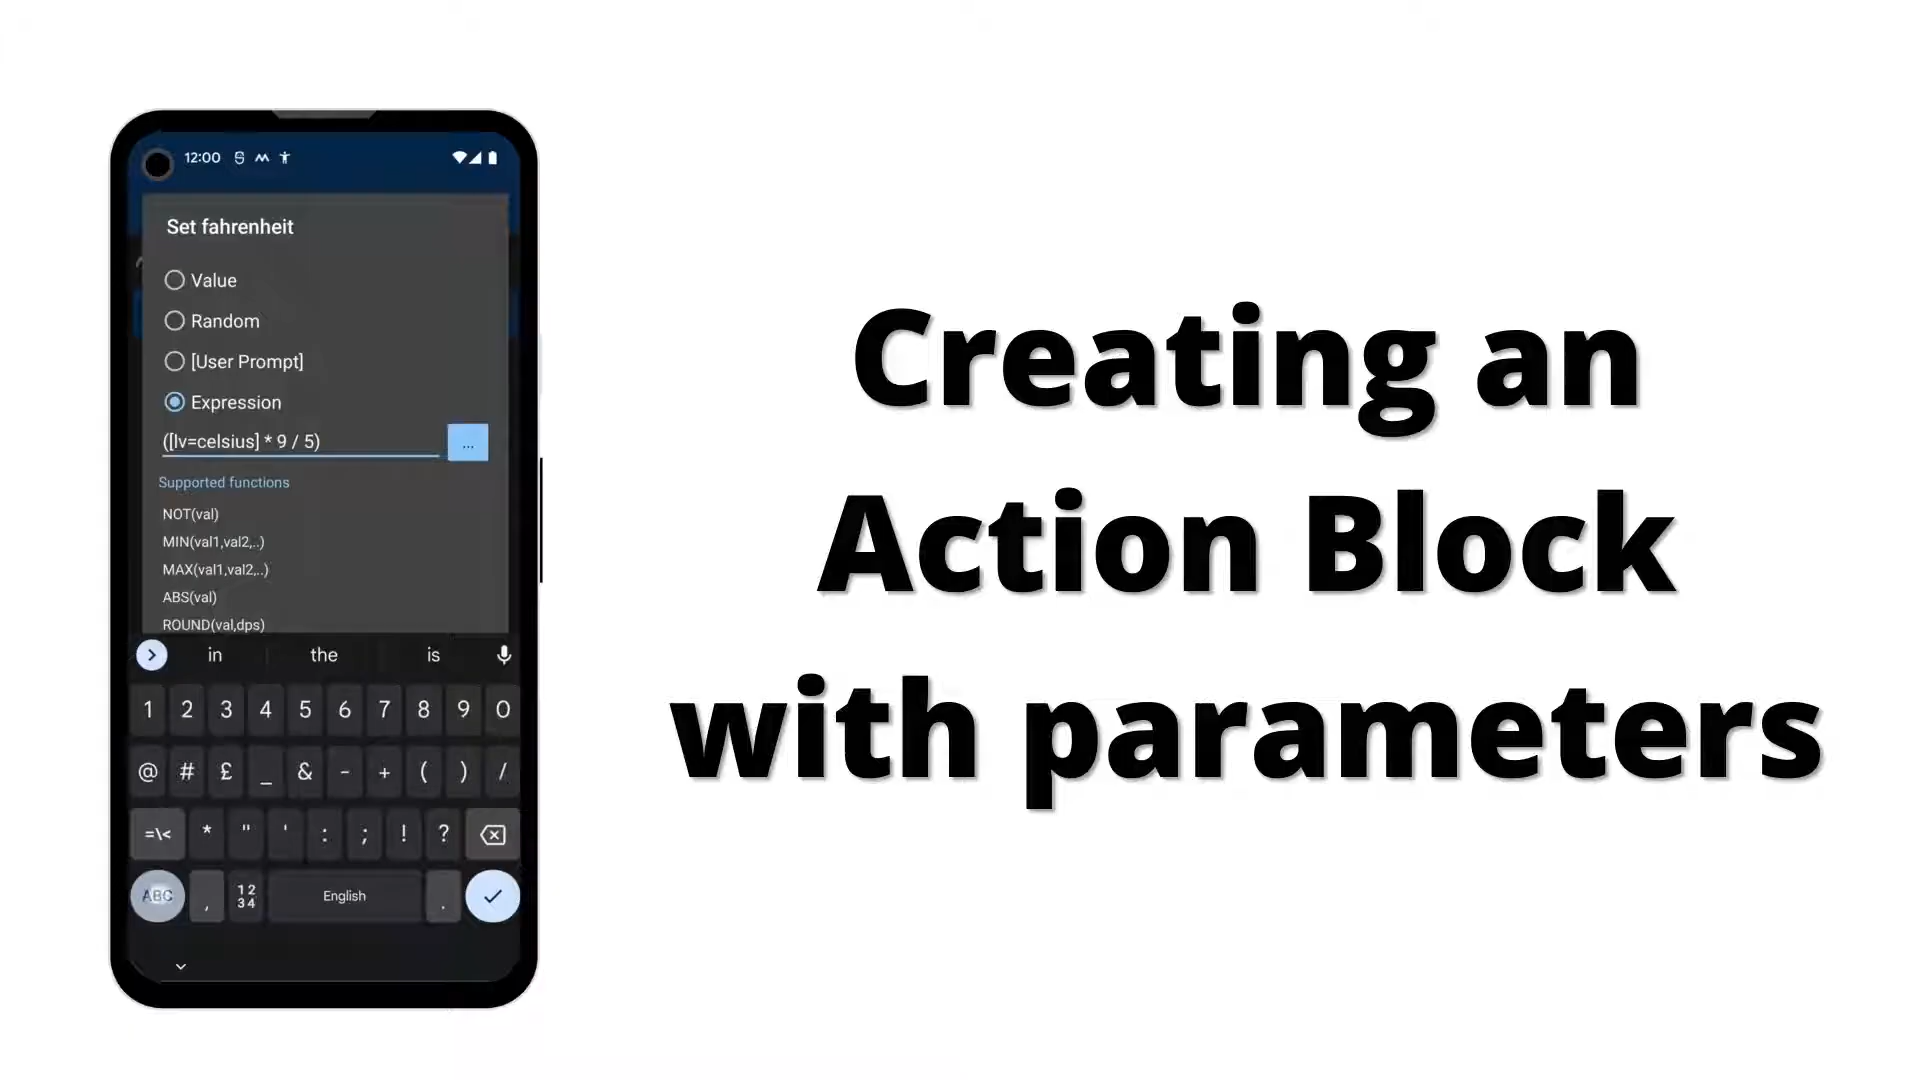 12:00
Set fahrenheit
Value
Random
[User Prompt]
Expression
([lv=celsius] * 9 / 5)
...
Supported functions
NOT(val)
MIN(val1,val2,..)
MAX(val1,val2,..)
ABS(val)
ROUND(val,dps)
in the is
1 2 3 4 5 6 7 8 9 0
@ # £ _ & - + ( ) /
=\< * " ' : ; ! ?
ABC , 12 34 English .
Creating an
Action Block
with parameters